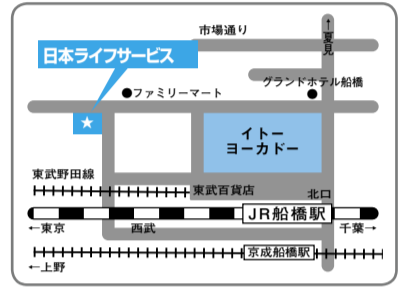 市場通り
↑夏見
日本ライフサービス
グランドホテル船橋
ファミリーマート
イトー
ヨーカドー
東武野田線
東武百貨店
北口
JR船橋駅
←東京
西武
千葉→
京成船橋駅
←上野